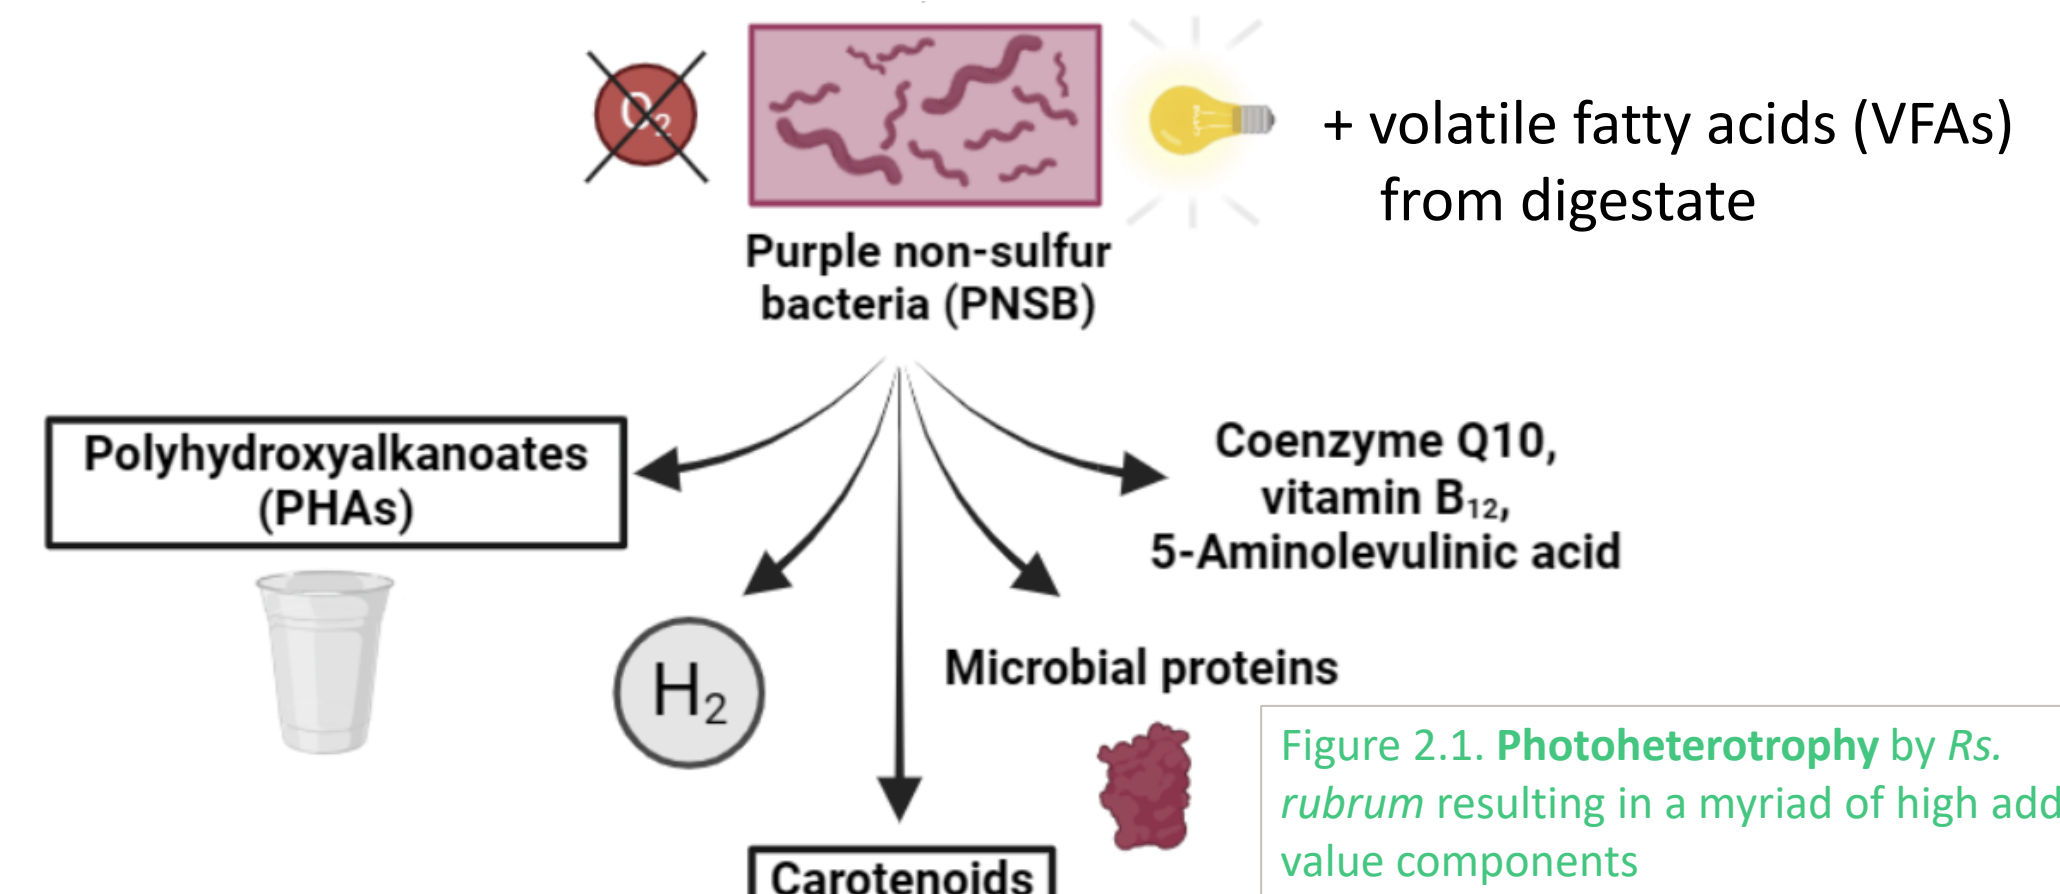 O₂
+ volatile fatty acids (VFAs)
from digestate
Purple non-sulfur
bacteria (PNSB)
Polyhydroxyalkanoates
(PHAs)
Coenzyme Q10,
vitamin B₁₂,
5-Aminolevulinic acid
H₂
Microbial proteins
Carotenoids
Figure 2.1. Photoheterotrophy by Rs.
rubrum resulting in a myriad of high add
value components